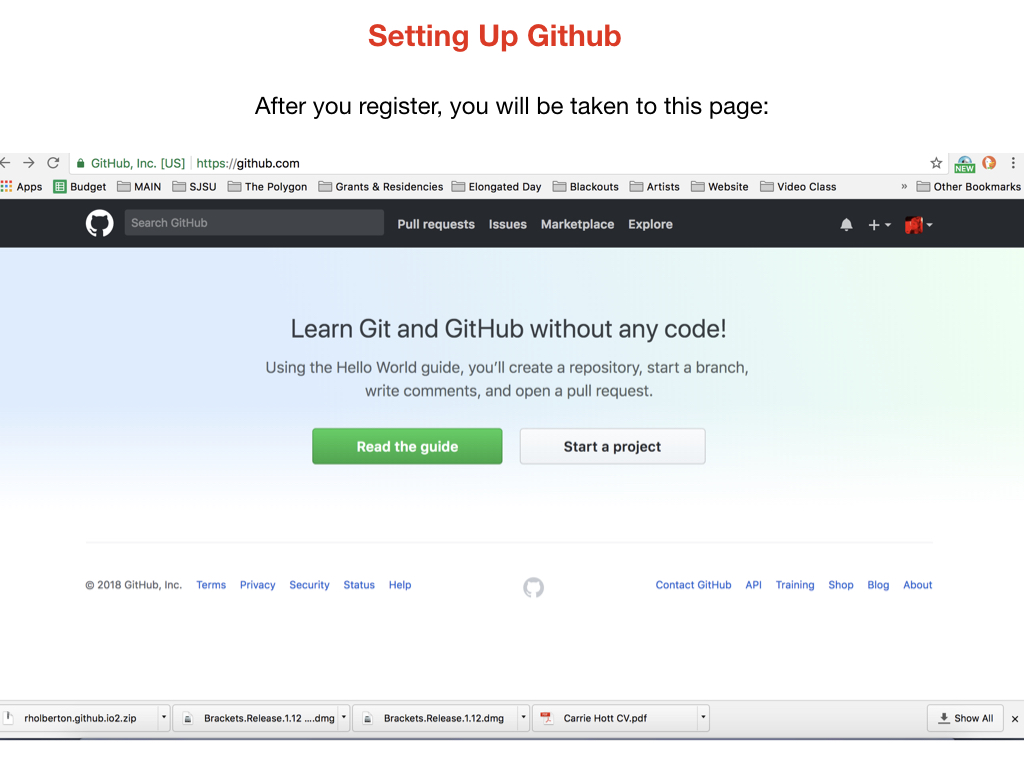 Setting Up Github
After you register, you will be taken to this page:
GitHub, Inc. [US] https://github.com
NEW
Apps Budget MAIN SJSU The Polygon Grants & Residencies Elongated Day Blackouts Artists Website Video Class » Other Bookmarks
Search GitHub Pull requests Issues Marketplace Explore
Learn Git and GitHub without any code!
Using the Hello World guide, you’ll create a repository, start a branch,
write comments, and open a pull request.
Read the guide Start a project
© 2018 GitHub, Inc. Terms Privacy Security Status Help Contact GitHub API Training Shop Blog About
rholberton.github.io2.zip Brackets.Release.1.12 ....dmg Brackets.Release.1.12.dmg Carrie Hott CV.pdf Show All